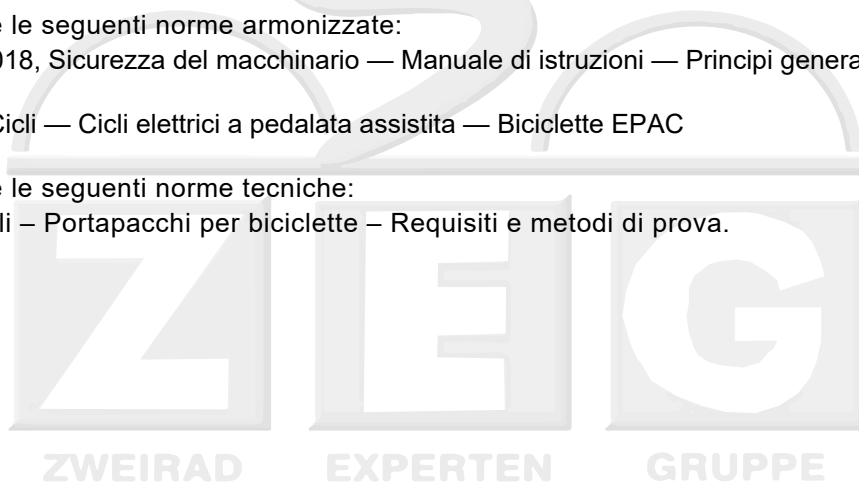 e le seguenti norme armonizzate:
018, Sicurezza del macchinario — Manuale di istruzioni — Principi genera
Cicli — Cicli elettrici a pedalata assistita — Biciclette EPAC
e le seguenti norme tecniche:
li – Portapacchi per biciclette – Requisiti e metodi di prova.
Z E G
ZWEIRAD EXPERTEN GRUPPE